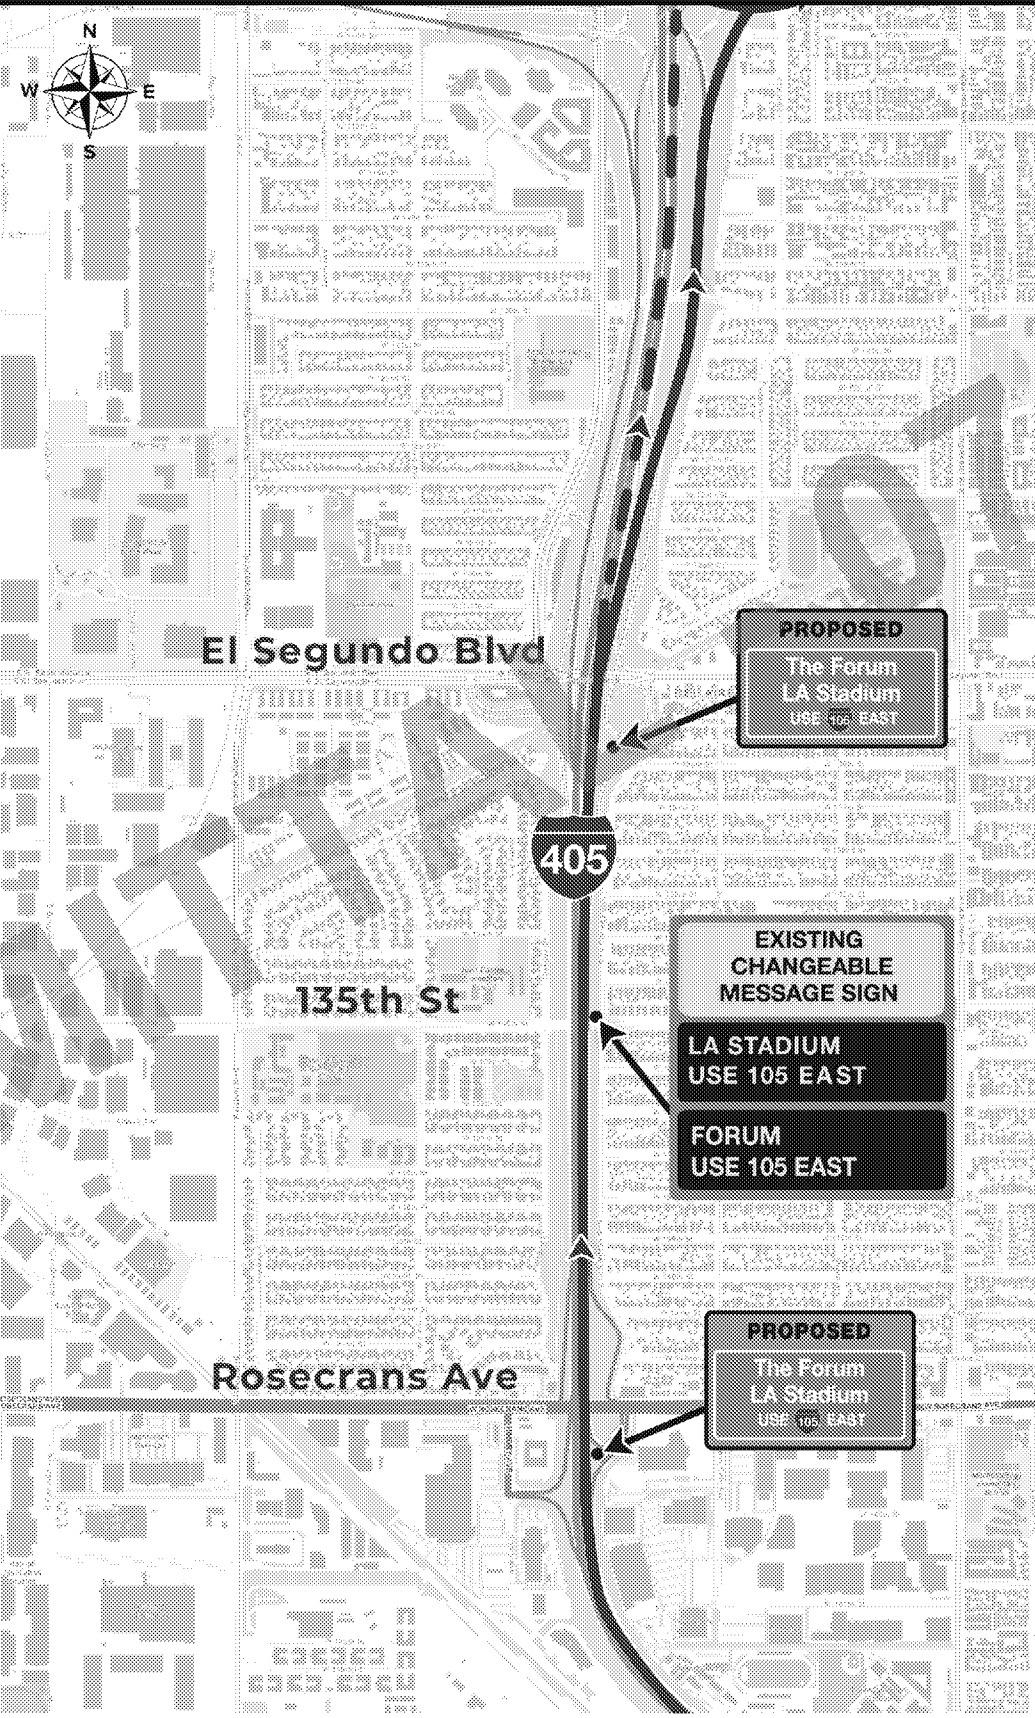 N
W E
S
El Segundo Blvd
PROPOSED
The Forum
LA Stadium
USE 105 EAST
405
EXISTING
CHANGEABLE
MESSAGE SIGN
135th St
LA STADIUM
USE 105 EAST
FORUM
USE 105 EAST
PROPOSED
The Forum
LA Stadium
USE 105 EAST
Rosecrans Ave